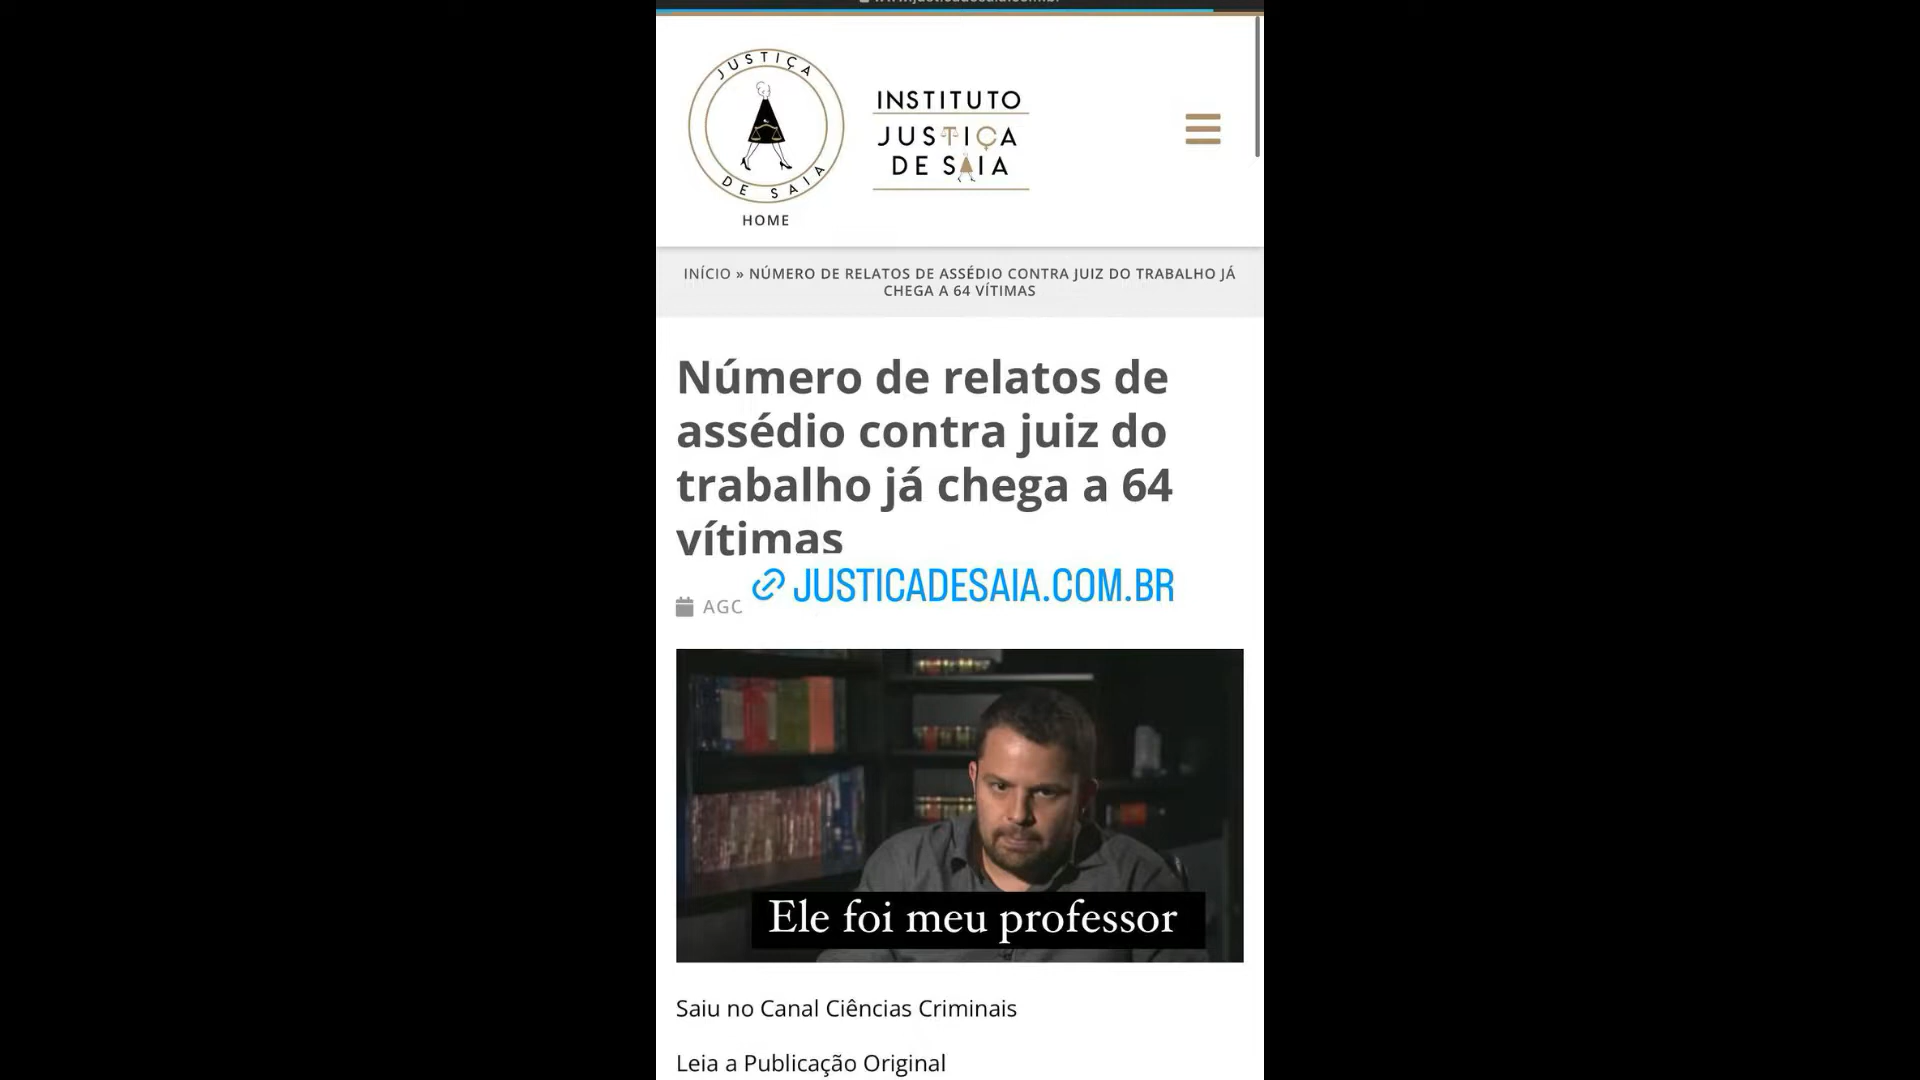 JUSTIÇA
DE SAIA
INSTITUTO
JUSTIÇA
DE SAIA
HOME
INÍCIO » NÚMERO DE RELATOS DE ASSÉDIO CONTRA JUIZ DO TRABALHO JÁ
CHEGA A 64 VÍTIMAS
Número de relatos de
assédio contra juiz do
trabalho já chega a 64
vítimas
JUSTICADESAIA.COM.BR
AGO
Ele foi meu professor
Saiu no Canal Ciências Criminais
Leia a Publicação Original